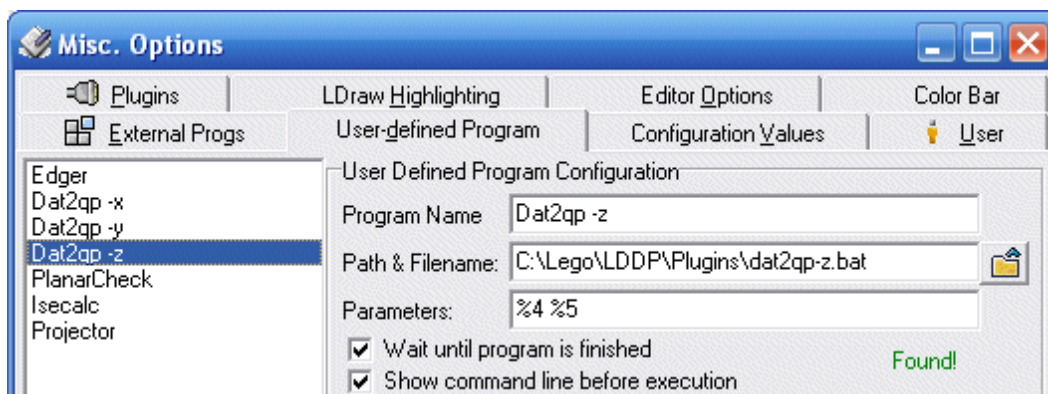 Misc. Options
Plugins
LDraw Highlighting
Editor Options
Color Bar
External Progs
User-defined Program
Configuration Values
User
Edger
Dat2qp -x
Dat2qp -y
Dat2qp -z
PlanarCheck
Isecalc
Projector
User Defined Program Configuration
Program Name
Dat2qp -z
Path & Filename:
C:\Lego\LDDP\Plugins\dat2qp-z.bat
Parameters:
%4 %5
Wait until program is finished
Found!
Show command line before execution